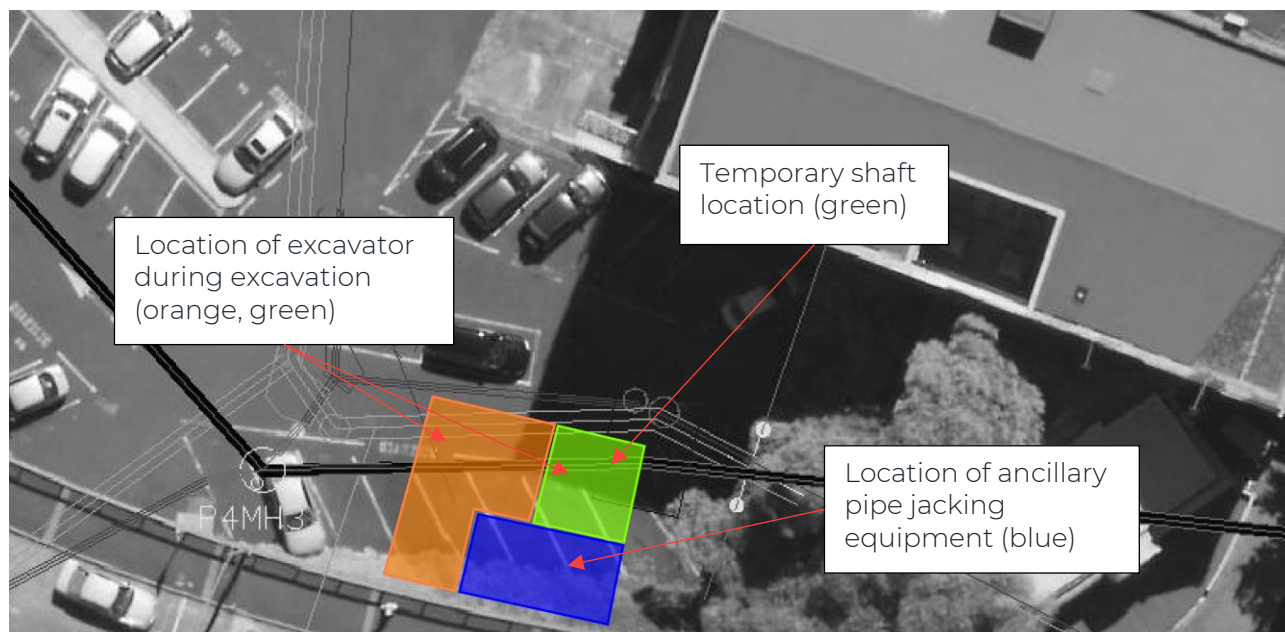 Temporary shaft
location (green)
Location of excavator
during excavation
(orange, green)
Location of ancillary
pipe jacking
equipment (blue)
P4MH3